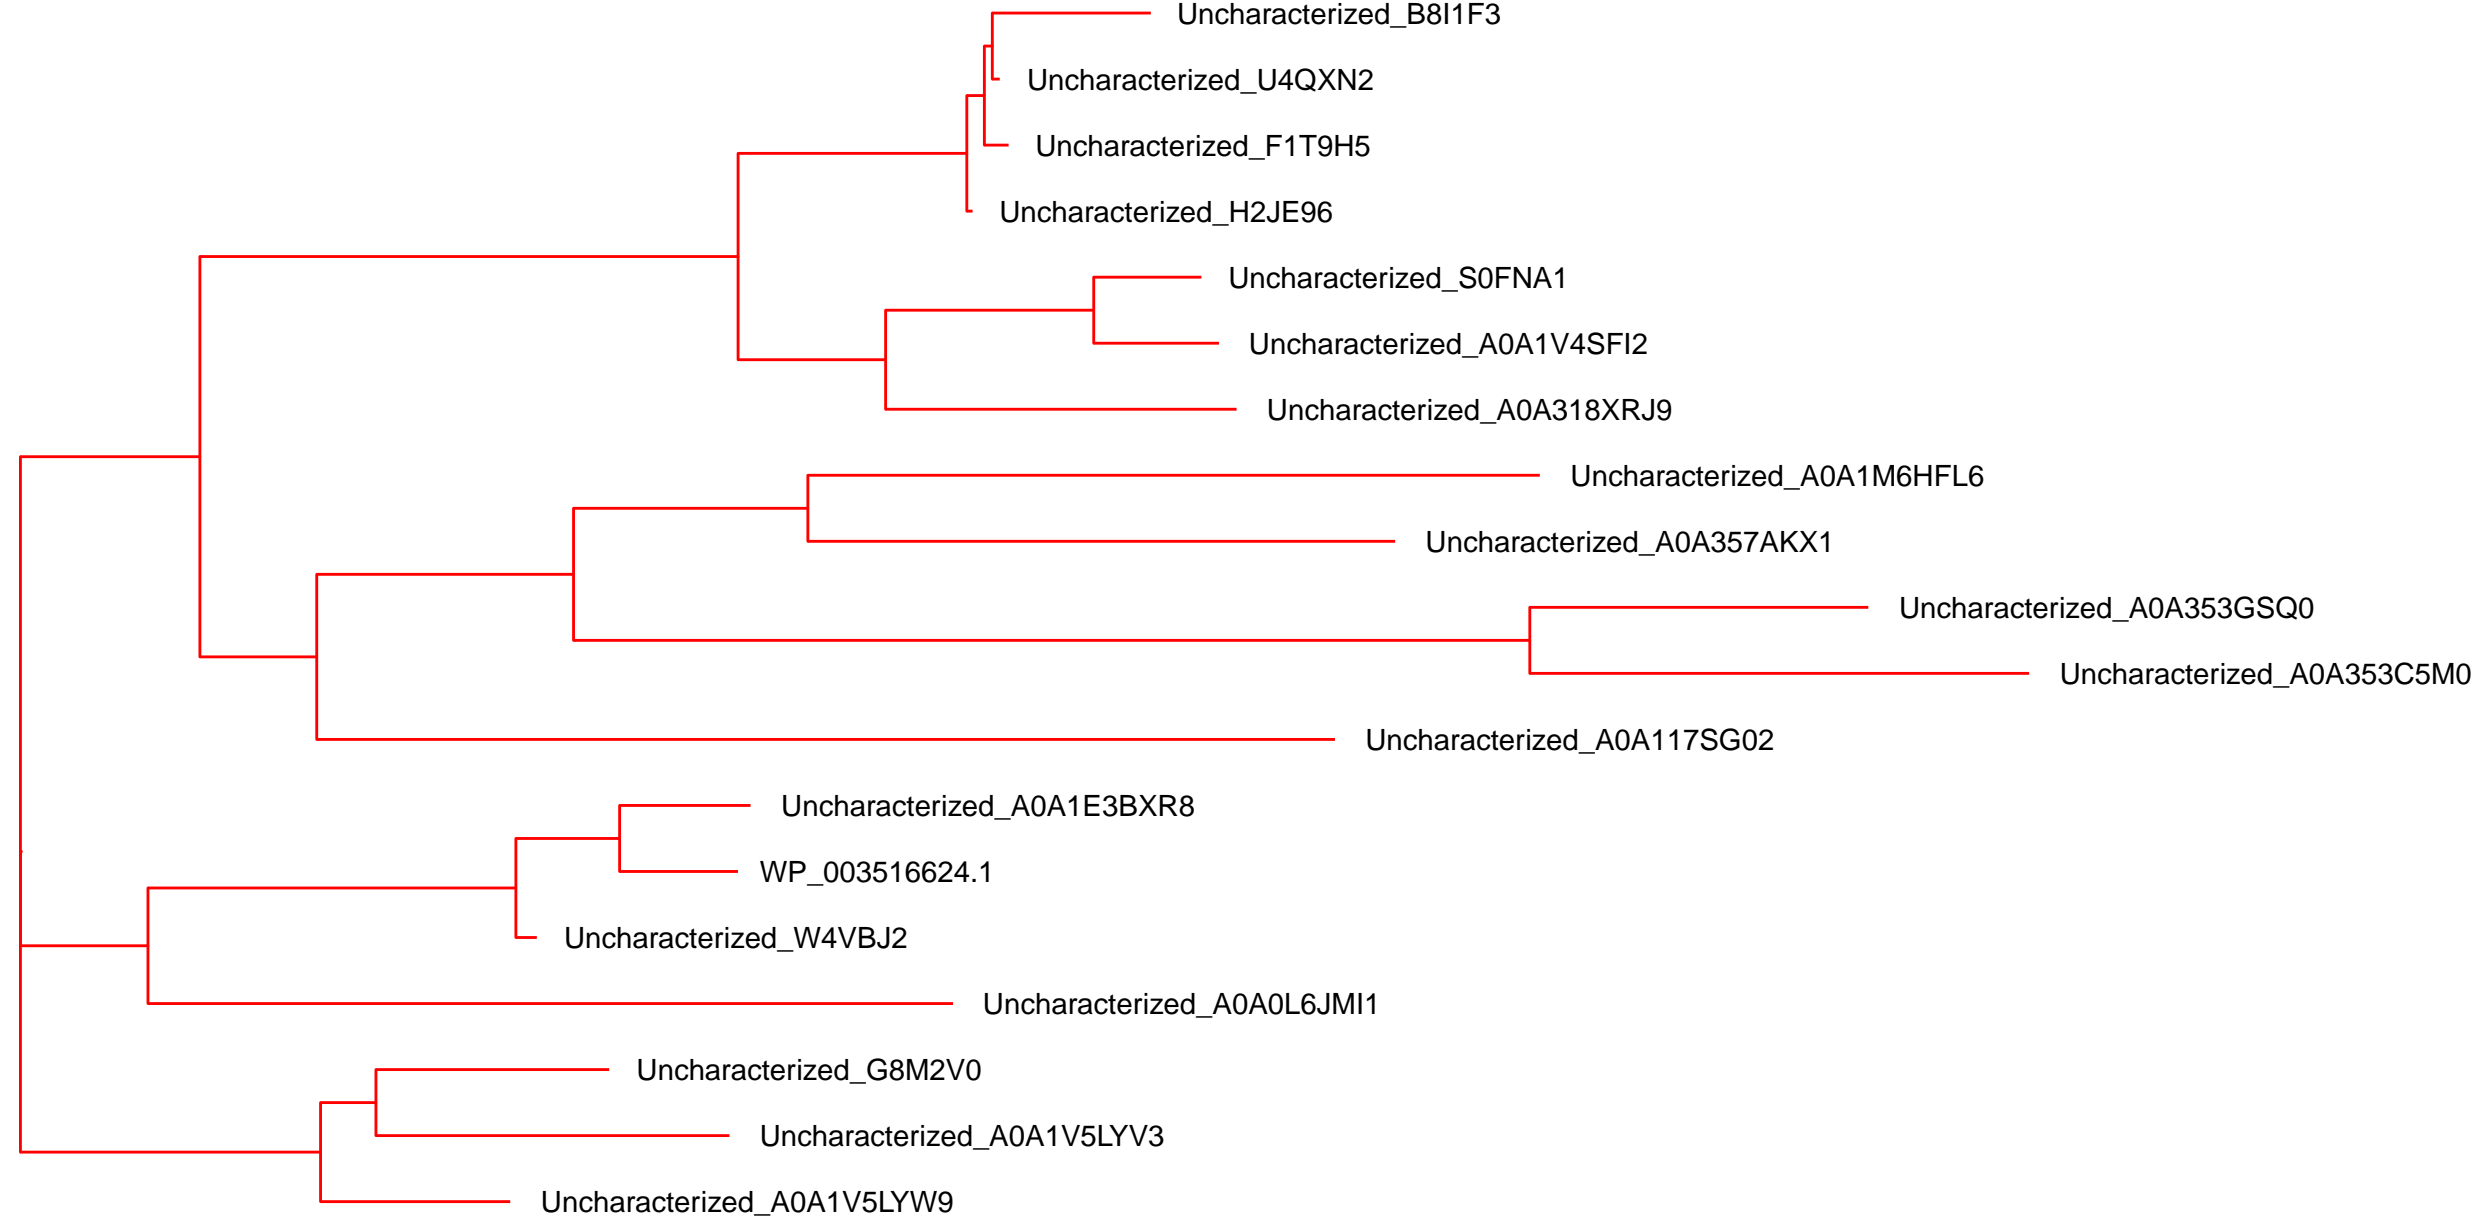 Uncharacterized_B8I1F3
Uncharacterized_U4QXN2
Uncharacterized_F1T9H5
Uncharacterized_H2JE96
Uncharacterized_S0FNA1
Uncharacterized_A0A1V4SFI2
Uncharacterized_A0A318XRJ9
Uncharacterized_A0A1M6HFL6
Uncharacterized_A0A357AKX1
Uncharacterized_A0A353GSQ0
Uncharacterized_A0A353C5M0
Uncharacterized_A0A117SG02
Uncharacterized_A0A1E3BXR8
WP_003516624.1
Uncharacterized_W4VBJ2
Uncharacterized_A0A0L6JMI1
Uncharacterized_G8M2V0
Uncharacterized_A0A1V5LYV3
Uncharacterized_A0A1V5LYW9